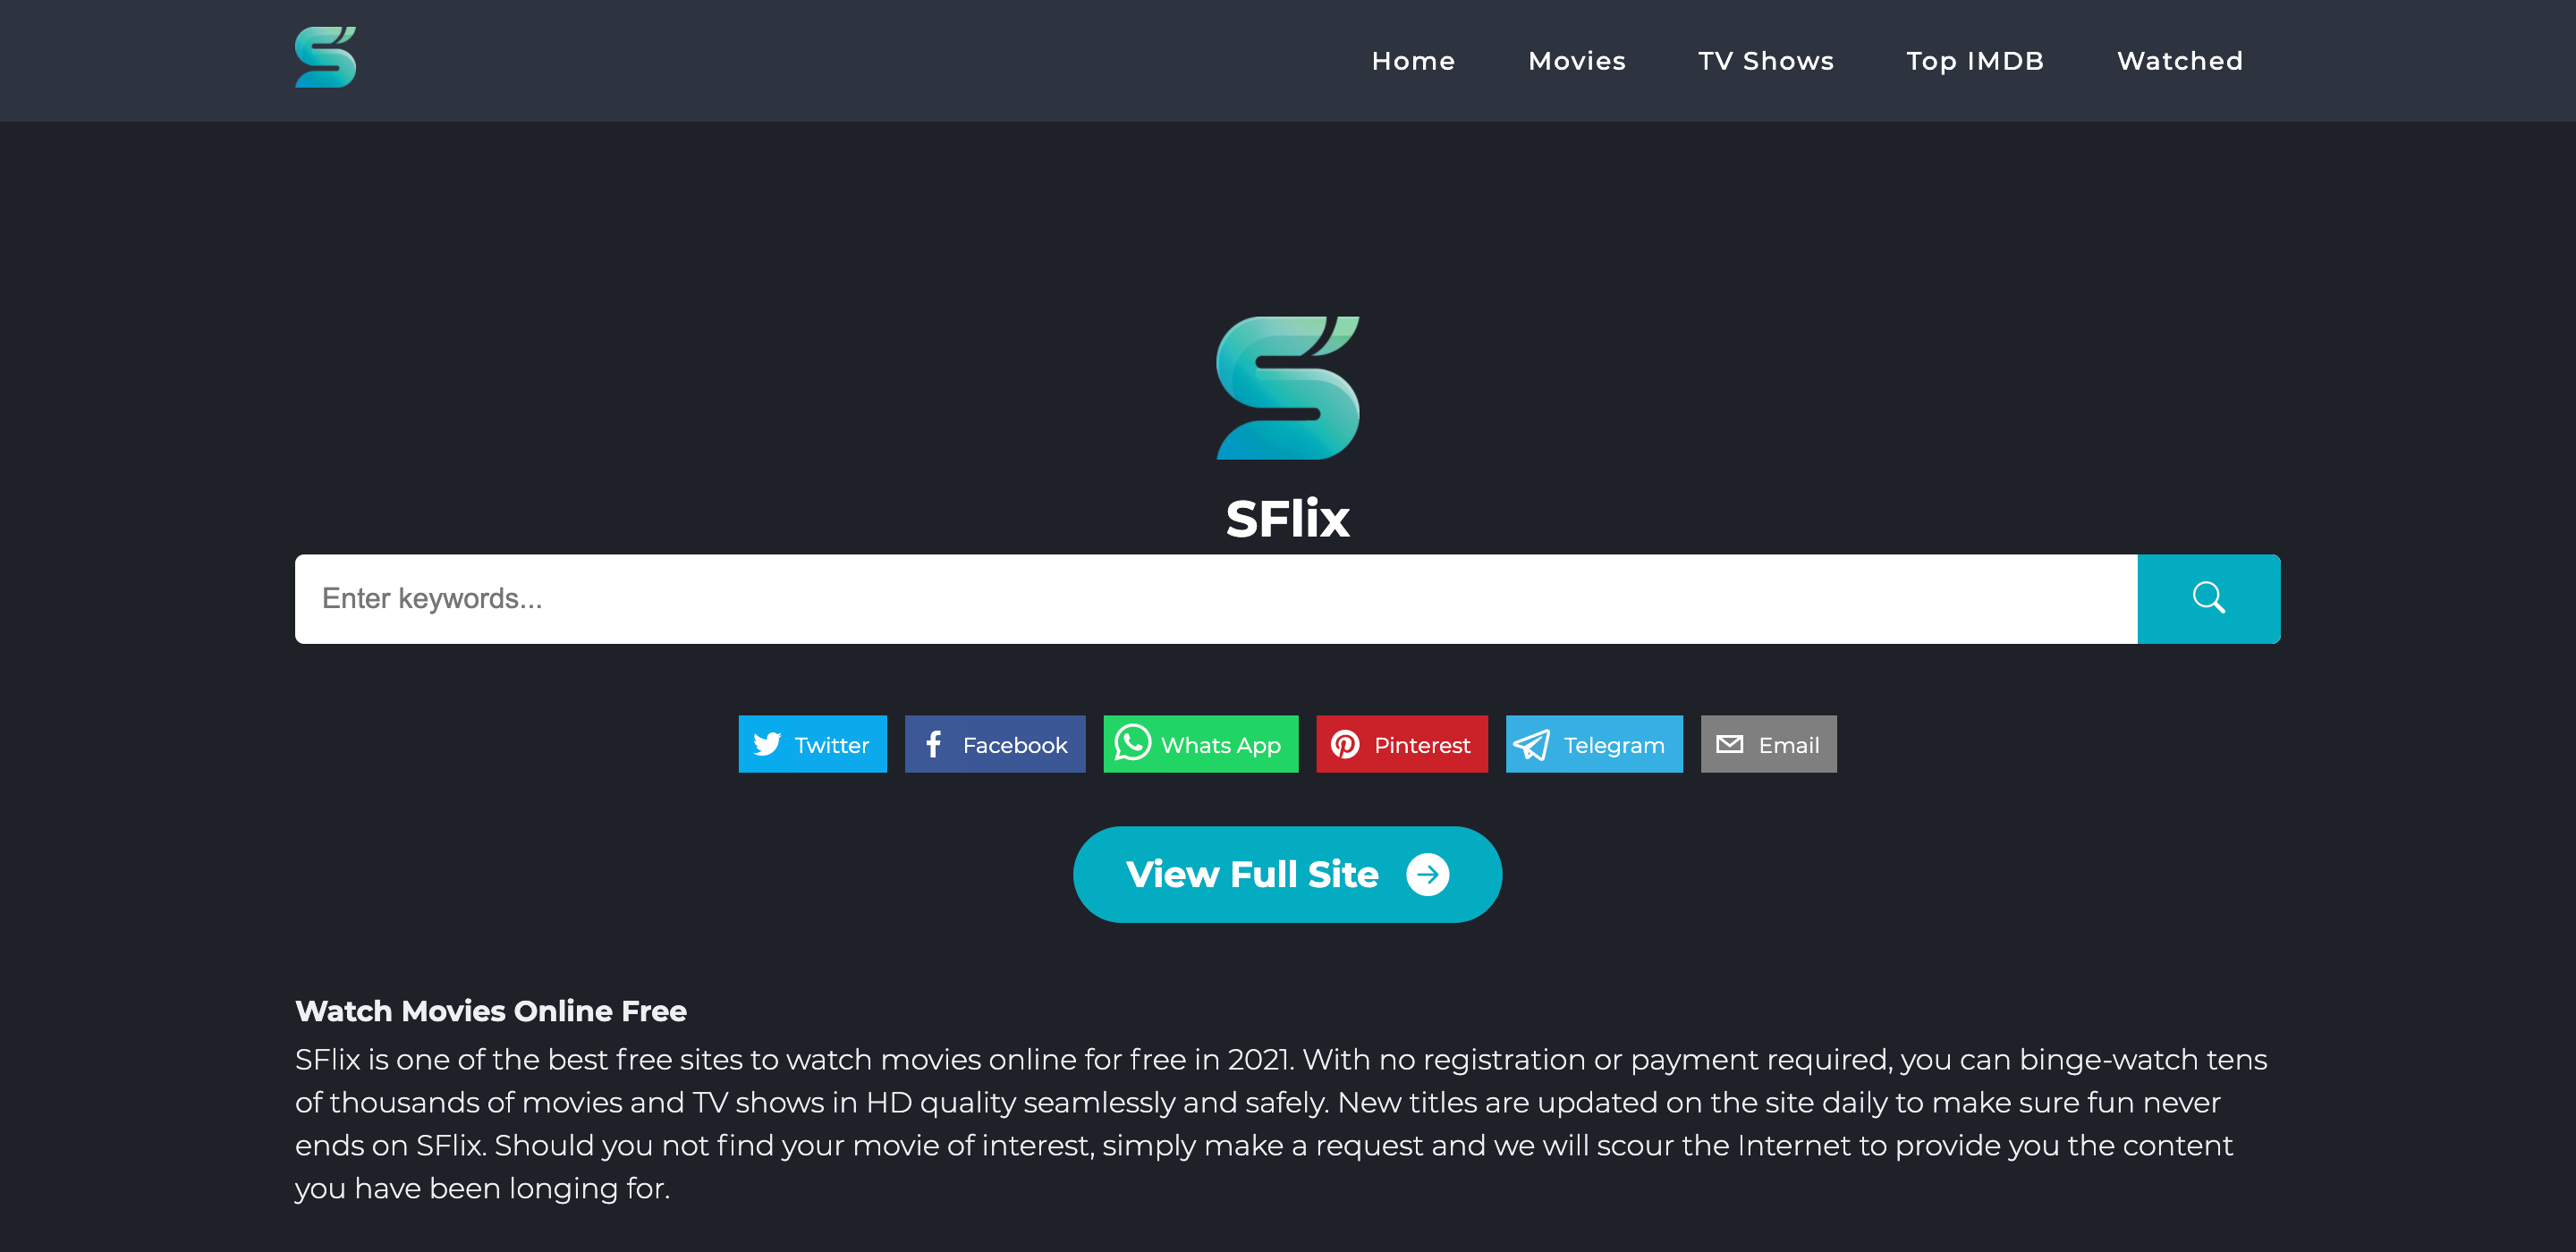 Home Movies TV Shows Top IMDB Watched
SFlix
Enter keywords...
Twitter Facebook Whats App Pinterest Telegram Email
View Full Site
Watch Movies Online Free
SFlix is one of the best free sites to watch movies online for free in 2021. With no registration or payment required, you can binge-watch tens
of thousands of movies and TV shows in HD quality seamlessly and safely. New titles are updated on the site daily to make sure fun never
ends on SFlix. Should you not find your movie of interest, simply make a request and we will scour the Internet to provide you the content
you have been longing for.